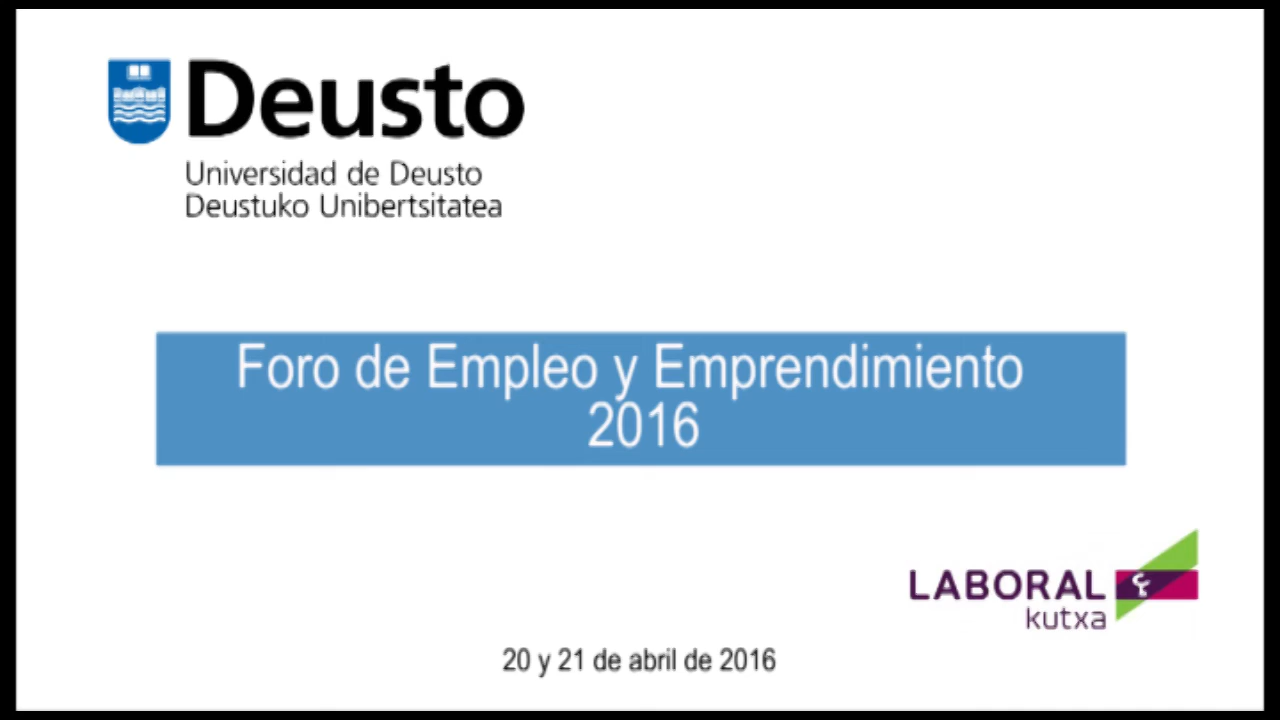 Deusto
Universidad de Deusto
Deustuko Unibertsitatea
Foro de Empleo y Emprendimiento
2016
LABORAL
kutxa
20 y 21 de abril de 2016